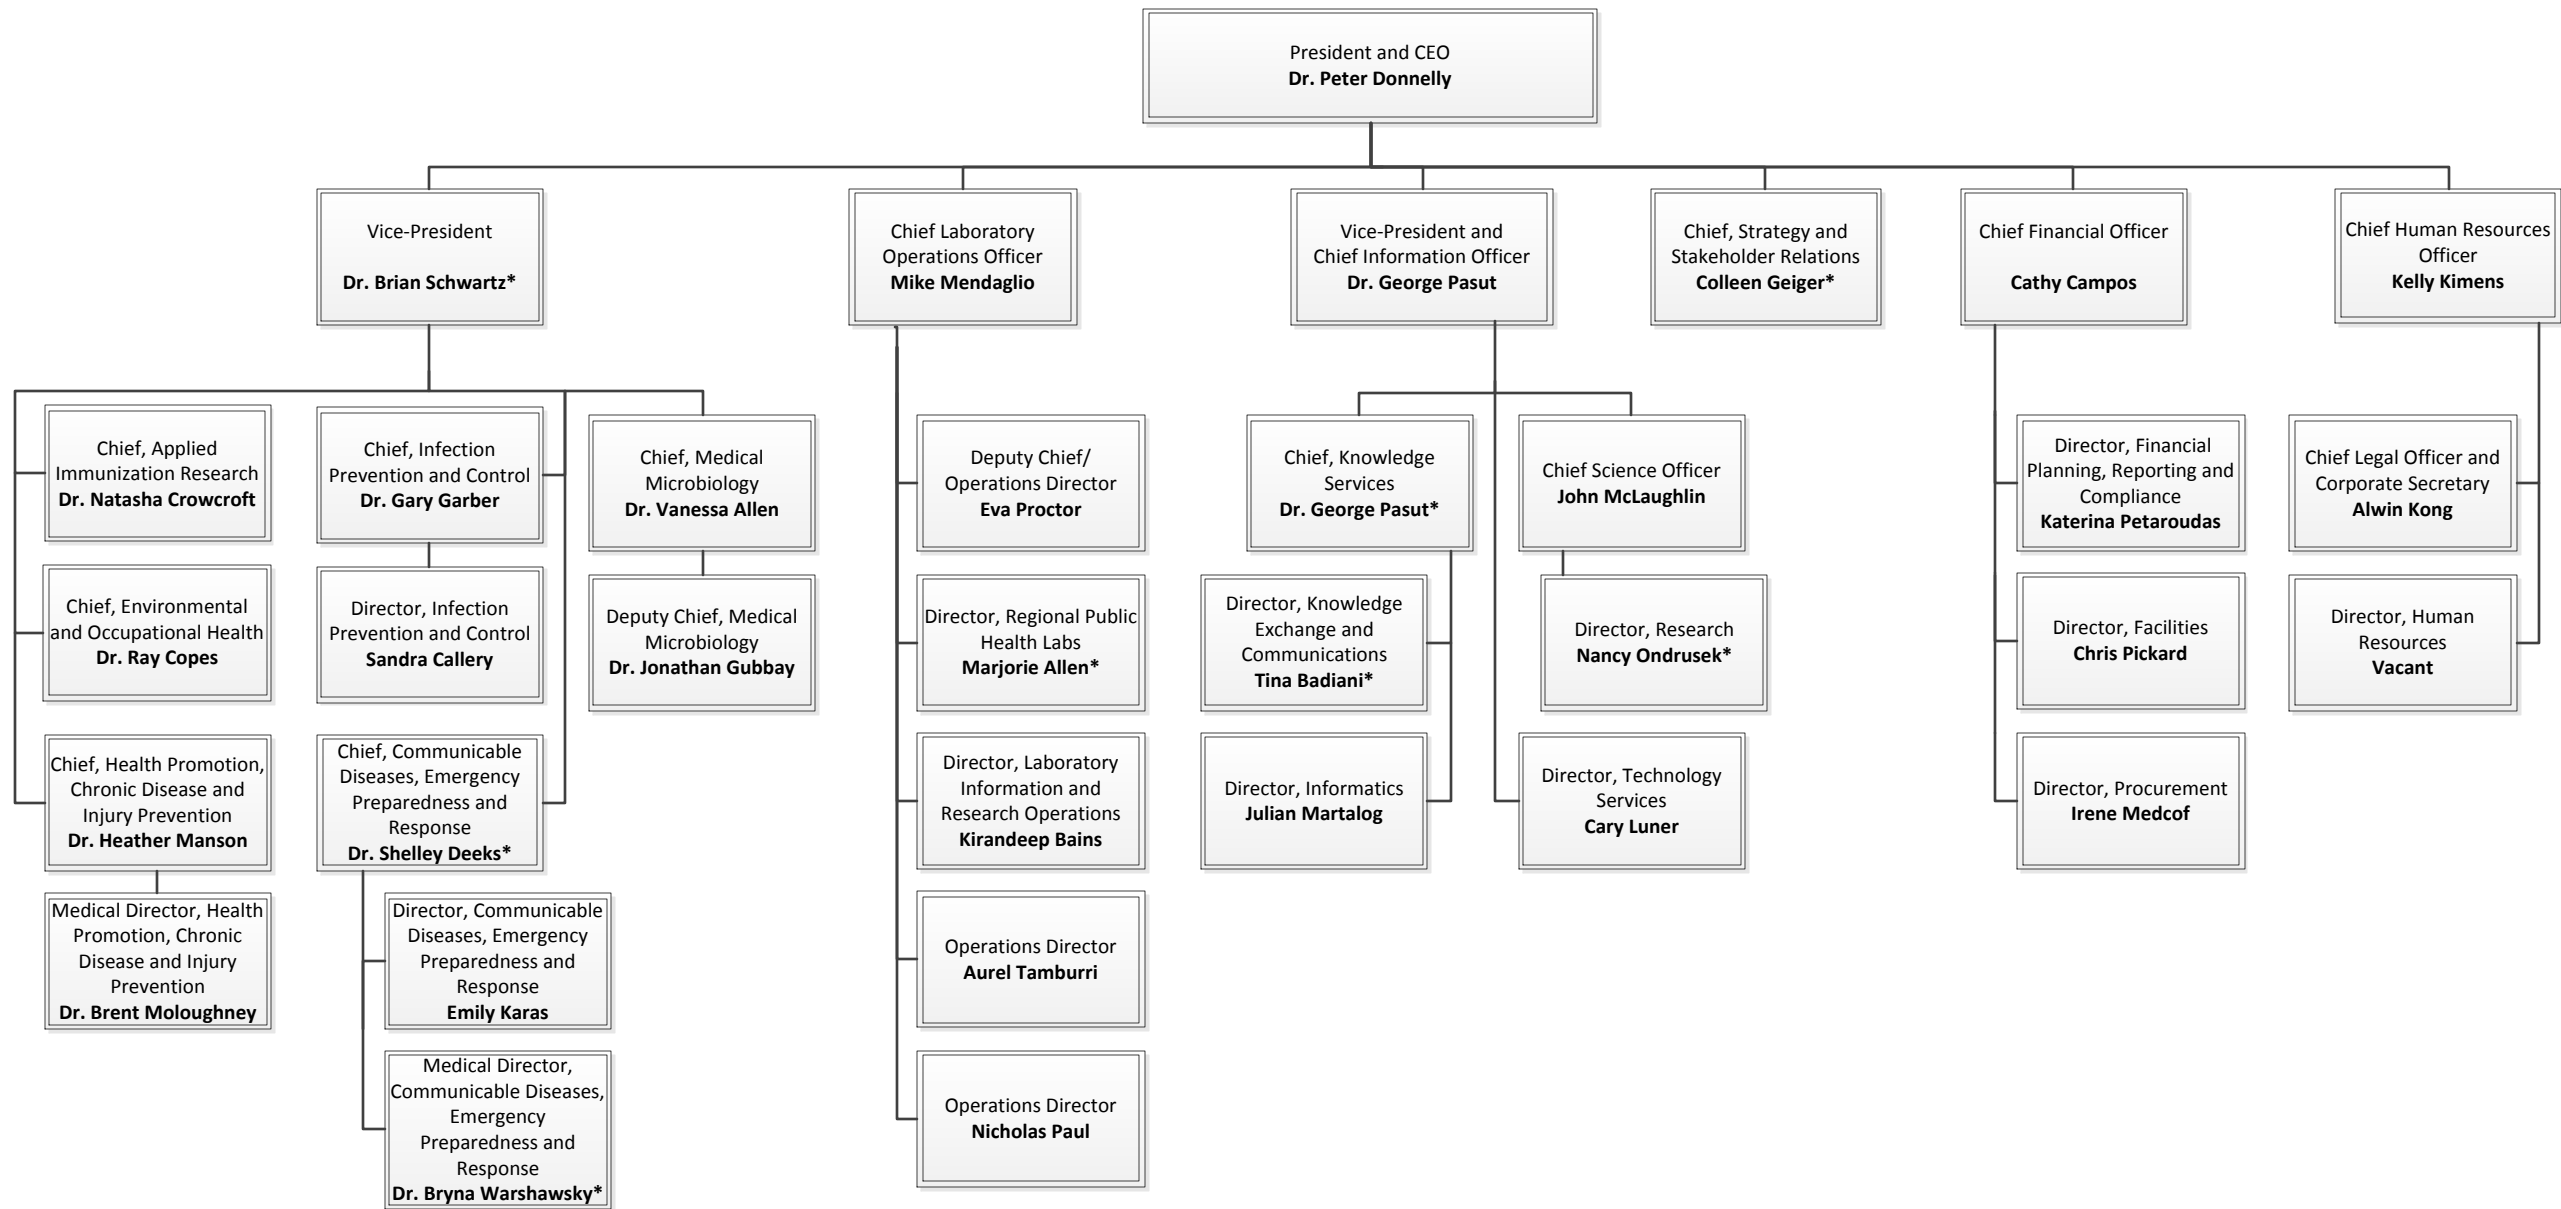 President and CEO
Dr. Peter Donnelly
Vice-President
Dr. Brian Schwartz*
Chief Laboratory
Operations Officer
Mike Mendaglio
Vice-President and
Chief Information Officer
Dr. George Pasut
Chief, Strategy and
Stakeholder Relations
Colleen Geiger*
Chief Financial Officer
Cathy Campos
Chief Human Resources
Officer
Kelly Kimens
Chief, Applied
Immunization Research
Dr. Natasha Crowcroft
Chief, Infection
Prevention and Control
Dr. Gary Garber
Chief, Medical
Microbiology
Dr. Vanessa Allen
Deputy Chief/
Operations Director
Eva Proctor
Chief, Knowledge
Services
Dr. George Pasut*
Chief Science Officer
John McLaughlin
Director, Financial
Planning, Reporting and
Compliance
Katerina Petaroudas
Chief Legal Officer and
Corporate Secretary
Alwin Kong
Chief, Environmental
and Occupational Health
Dr. Ray Copes
Director, Infection
Prevention and Control
Sandra Callery
Deputy Chief, Medical
Microbiology
Dr. Jonathan Gubbay
Director, Regional Public
Health Labs
Marjorie Allen*
Director, Knowledge
Exchange and
Communications
Tina Badiani*
Director, Research
Nancy Ondrusek*
Director, Facilities
Chris Pickard
Director, Human
Resources
Vacant
Chief, Health Promotion,
Chronic Disease and
Injury Prevention
Dr. Heather Manson
Chief, Communicable
Diseases, Emergency
Preparedness and
Response
Dr. Shelley Deeks*
Director, Laboratory
Information and
Research Operations
Kirandeep Bains
Director, Informatics
Julian Martalog
Director, Technology
Services
Cary Luner
Director, Procurement
Irene Medcof
Medical Director, Health
Promotion, Chronic
Disease and Injury
Prevention
Dr. Brent Moloughney
Director, Communicable
Diseases, Emergency
Preparedness and
Response
Emily Karas
Operations Director
Aurel Tamburri
Medical Director,
Communicable Diseases,
Emergency
Preparedness and
Response
Dr. Bryna Warshawsky*
Operations Director
Nicholas Paul